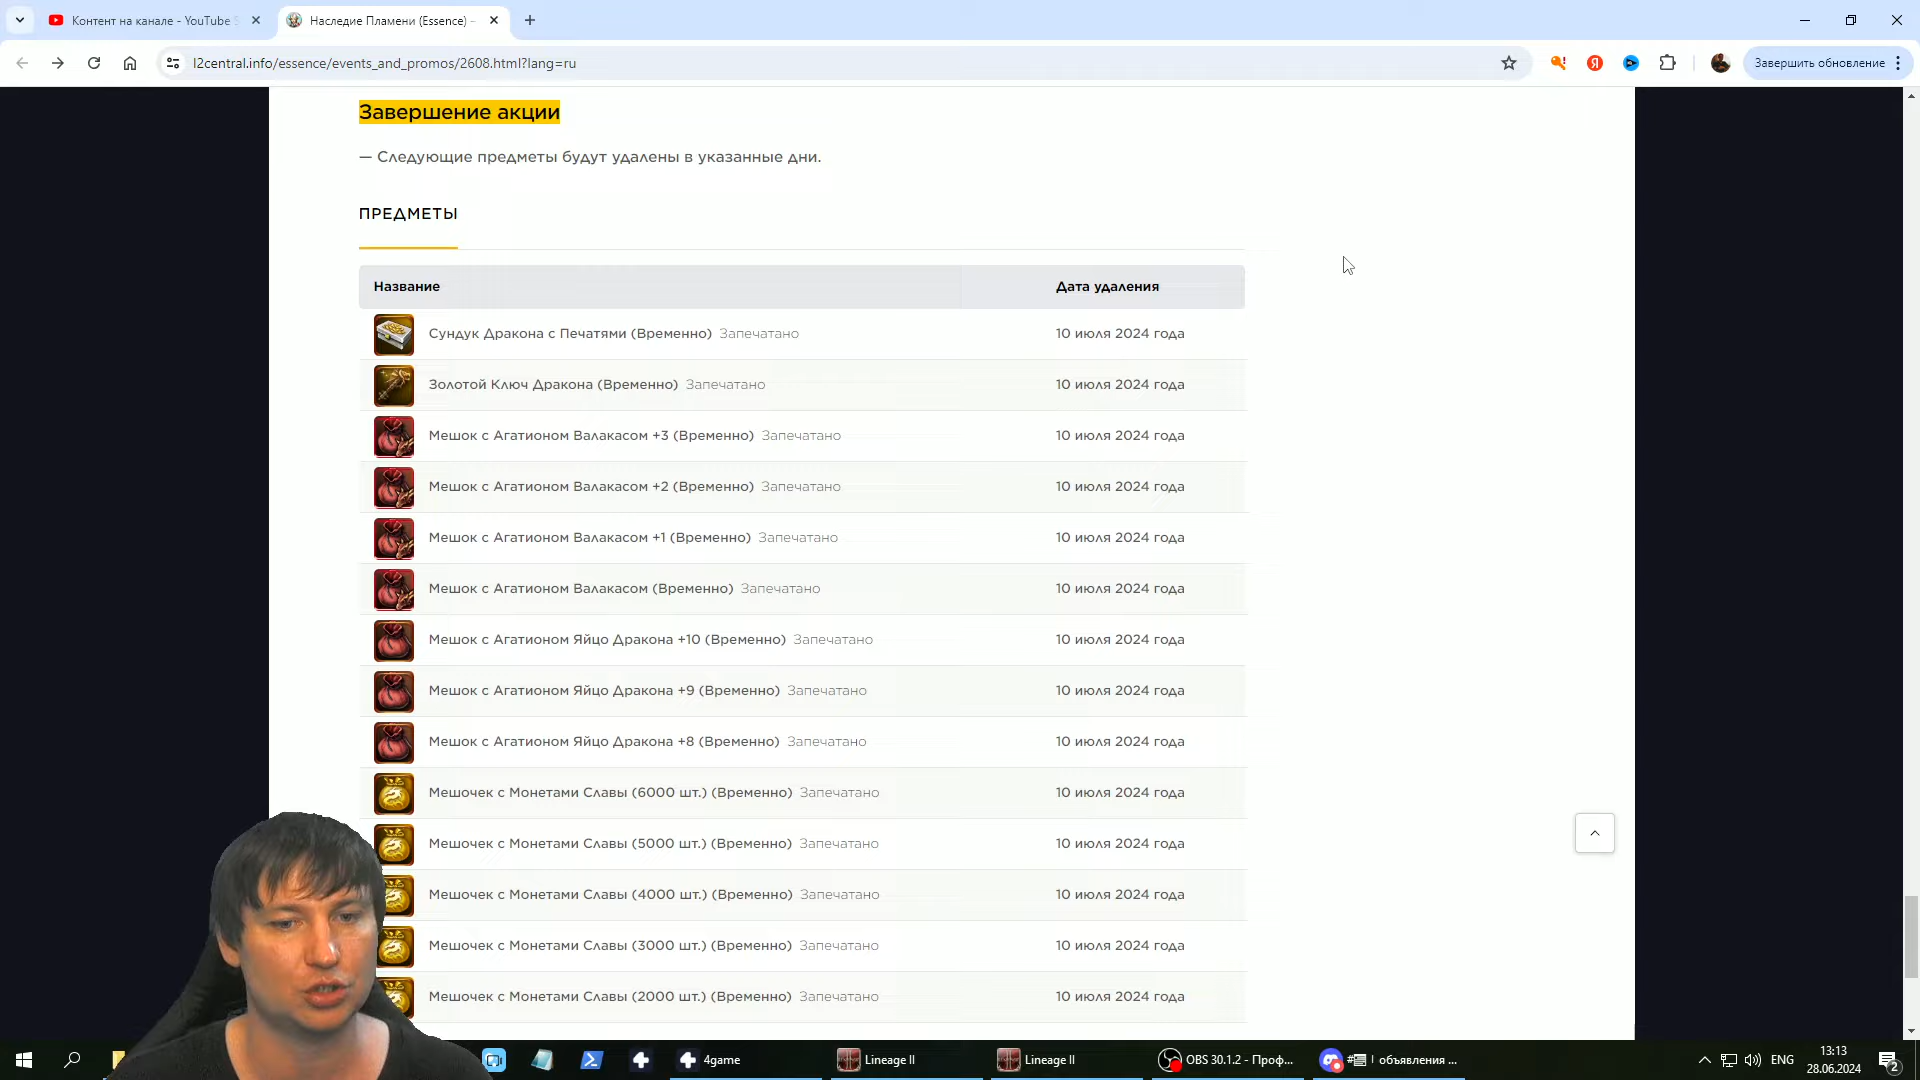 Контент на канале - YouTube S
Наследие Пламени (Essence) –
l2central.info/essence/events_and_promos/2608.html?lang=ru
Завершить обновление
Завершение акции
— Следующие предметы будут удалены в указанные дни.
ПРЕДМЕТЫ
Название Дата удаления
Сундук Дракона с Печатями (Временно) Запечатано 10 июля 2024 года
Золотой Ключ Дракона (Временно) Запечатано 10 июля 2024 года
Мешок с Агатионом Валакасом +3 (Временно) Запечатано 10 июля 2024 года
Мешок с Агатионом Валакасом +2 (Временно) Запечатано 10 июля 2024 года
Мешок с Агатионом Валакасом +1 (Временно) Запечатано 10 июля 2024 года
Мешок с Агатионом Валакасом (Временно) Запечатано 10 июля 2024 года
Мешок с Агатионом Яйцо Дракона +10 (Временно) Запечатано 10 июля 2024 года
Мешок с Агатионом Яйцо Дракона +9 (Временно) Запечатано 10 июля 2024 года
Мешок с Агатионом Яйцо Дракона +8 (Временно) Запечатано 10 июля 2024 года
Мешочек с Монетами Славы (6000 шт.) (Временно) Запечатано 10 июля 2024 года
Мешочек с Монетами Славы (5000 шт.) (Временно) Запечатано 10 июля 2024 года
Мешочек с Монетами Славы (4000 шт.) (Временно) Запечатано 10 июля 2024 года
Мешочек с Монетами Славы (3000 шт.) (Временно) Запечатано 10 июля 2024 года
Мешочек с Монетами Славы (2000 шт.) (Временно) Запечатано 10 июля 2024 года
4game
Lineage II
Lineage II
OBS 30.1.2 - Проф...
объявления ...
ENG
13:13
28.06.2024
2